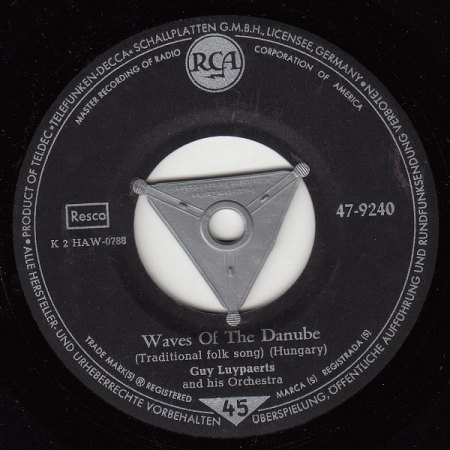 PRODUCT OF TELDEC »TELEFUNKEN-DECCA« SCHALLPLATTEN G.M.B.H., LICENSEE, GERMANY
MASTER RECORDING OF RADIO CORPORATION OF AMERICA
RCA
Resco
K 2 HAW-0788
47-9240
Waves Of The Danube
(Traditional folk song) (Hungary)
Guy Luypaerts
and his Orchestra
TRADE MARK(S) ® REGISTERED MARCA(S) REGISTRADA(S)
45
ALLE HERSTELLER- UND URHEBERRECHTE VORBEHALTEN
ÜBERSPIELUNG, ÖFFENTLICHE AUFFÜHRUNG UND RUNDFUNKSENDUNG VERBOTEN